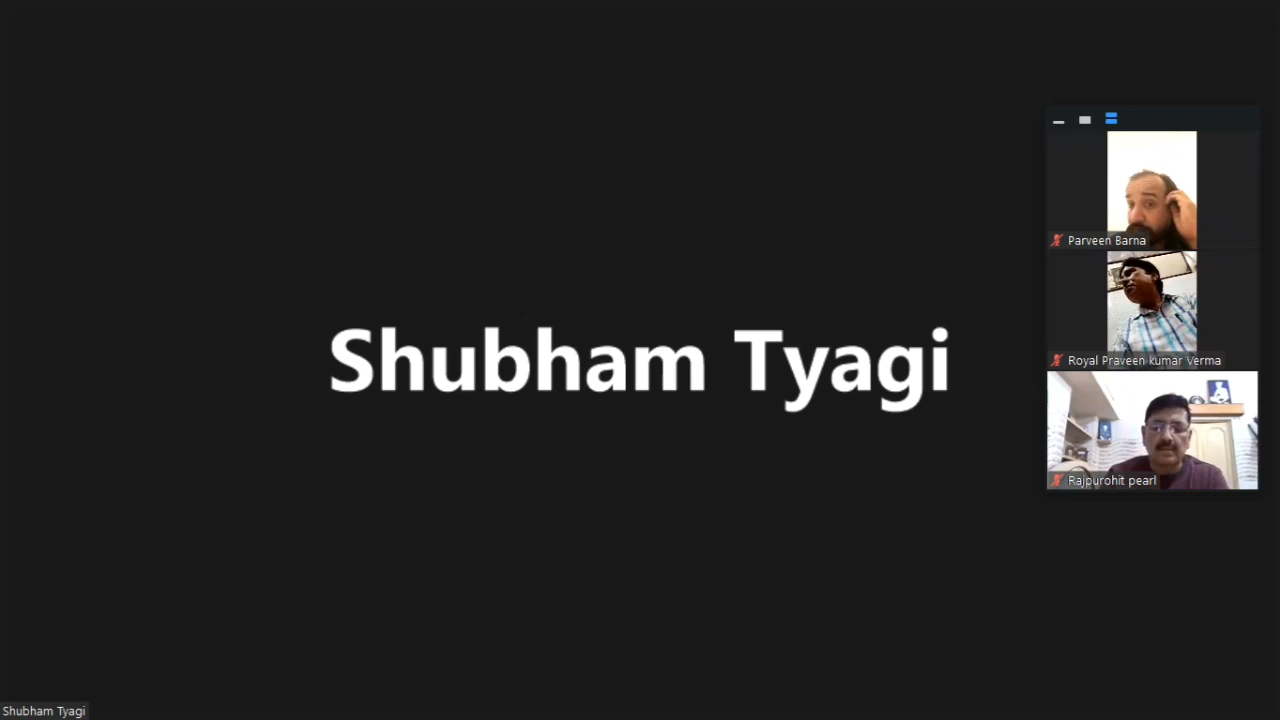 Shubham Tyagi
Parveen Barna
Royal Praveen kumar Verma
Rajpurohit pearl
Shubham Tyagi